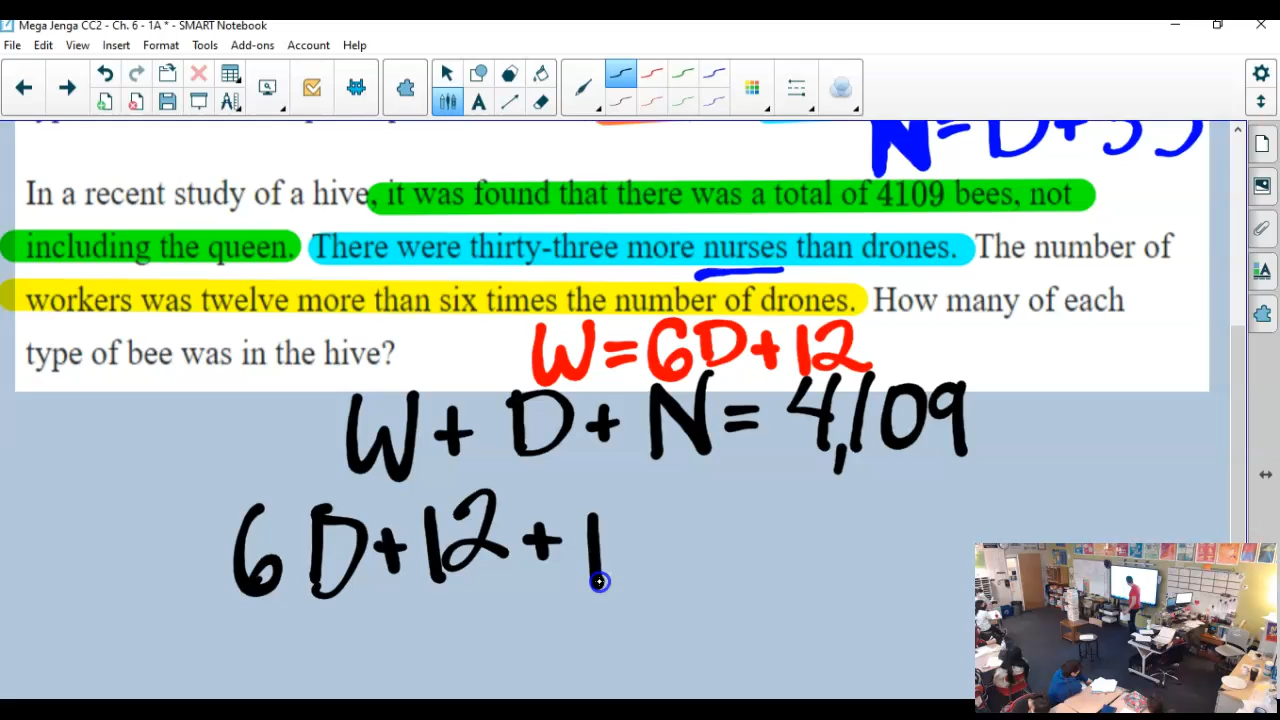 Mega Jenga CC2 - Ch. 6 - 1A * - SMART Notebook
File Edit View Insert Format Tools Add-ons Account Help
N=D+33
In a recent study of a hive, it was found that there was a total of 4109 bees, not
including the queen. There were thirty-three more nurses than drones. The number of
workers was twelve more than six times the number of drones. How many of each
type of bee was in the hive?
W=6D+12
W+D+N=4,109
6D+12+1